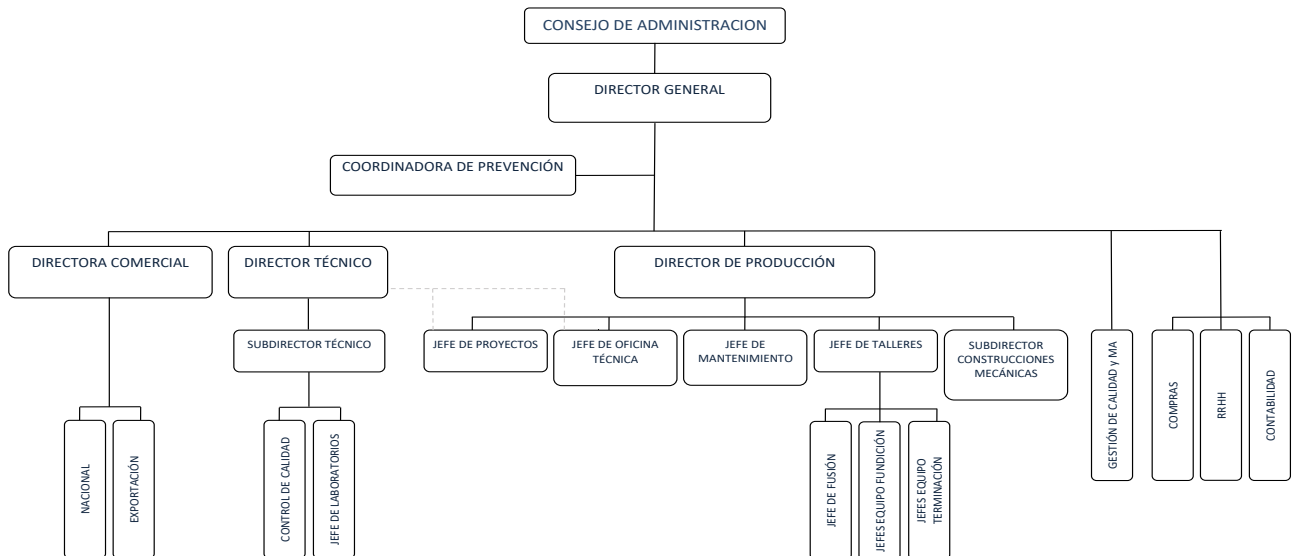 CONSEJO DE ADMINISTRACION
DIRECTOR GENERAL
COORDINADORA DE PREVENCIÓN
DIRECTORA COMERCIAL
DIRECTOR TÉCNICO
DIRECTOR DE PRODUCCIÓN
SUBDIRECTOR TÉCNICO
JEFE DE PROYECTOS
JEFE DE OFICINA
TÉCNICA
JEFE DE
MANTENIMIENTO
JEFE DE TALLERES
SUBDIRECTOR
CONSTRUCCIONES
MECÁNICAS
GESTIÓN DE CALIDAD y MA
COMPRAS
RRHH
CONTABILIDAD
NACIONAL
EXPORTACIÓN
CONTROL DE CALIDAD
JEFE DE LABORATORIOS
JEFE DE FUSIÓN
JEFES EQUIPO FUNDICIÓN
JEFES EQUIPO
TERMINACIÓN